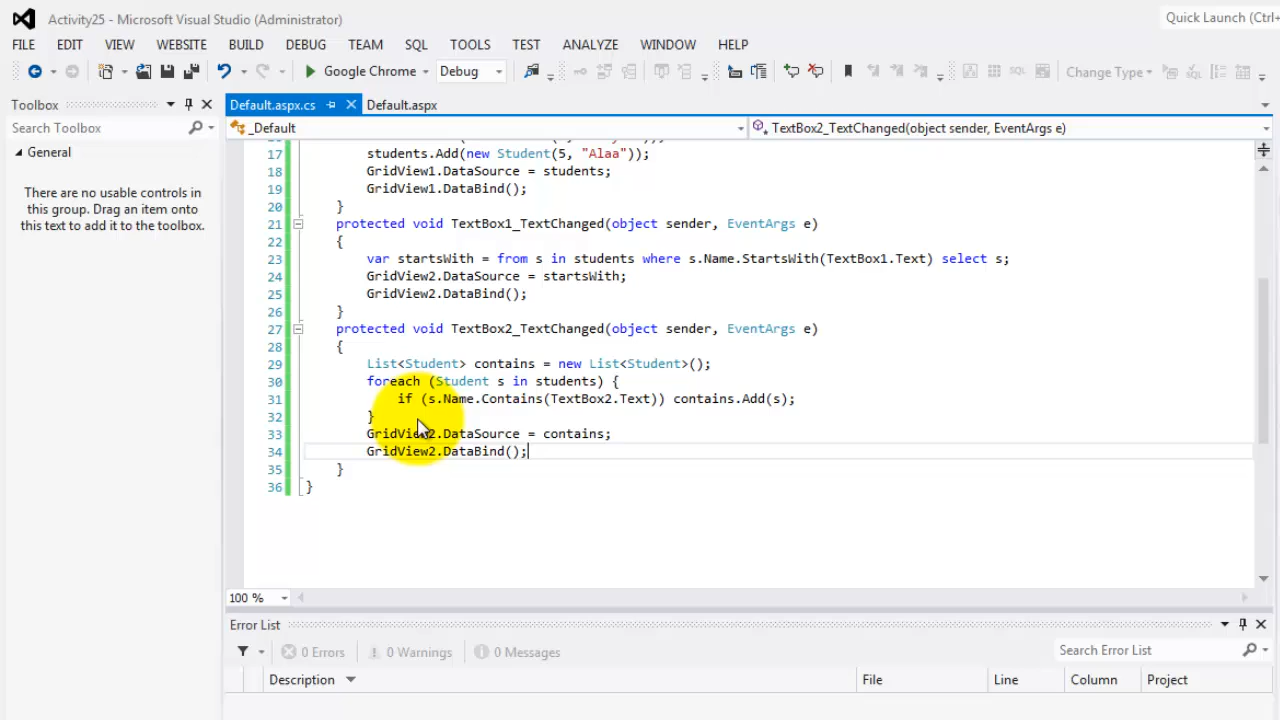 Activity25 - Microsoft Visual Studio (Administrator)
Quick Launch (Ctrl+
FILE EDIT VIEW WEBSITE BUILD DEBUG TEAM SQL TOOLS TEST ANALYZE WINDOW HELP
Google Chrome Debug Change Type
Toolbox
Default.aspx.cs Default.aspx
Search Toolbox
_Default
TextBox2_TextChanged(object sender, EventArgs e)
General
There are no usable controls in
this group. Drag an item onto
this text to add it to the toolbox.
17 students.Add(new Student(5, "Alaa"));
18 GridView1.DataSource = students;
19 GridView1.DataBind();
20 }
21 protected void TextBox1_TextChanged(object sender, EventArgs e)
22 {
23 var startsWith = from s in students where s.Name.StartsWith(TextBox1.Text) select s;
24 GridView2.DataSource = startsWith;
25 GridView2.DataBind();
26 }
27 protected void TextBox2_TextChanged(object sender, EventArgs e)
28 {
29 List<Student> contains = new List<Student>();
30 foreach (Student s in students) {
31 if (s.Name.Contains(TextBox2.Text)) contains.Add(s);
32 }
33 GridView2.DataSource = contains;
34 GridView2.DataBind();
35 }
36 }
100 %
Error List
0 Errors 0 Warnings 0 Messages
Search Error List
Description File Line Column Project